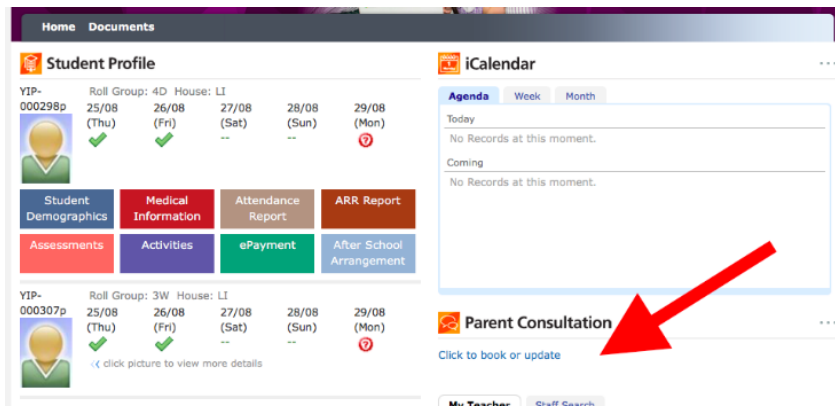 Home Documents
Student Profile
YIP-000298p
Roll Group: 4D House: LI
25/08 26/08 27/08 28/08 29/08
(Thu) (Fri) (Sat) (Sun) (Mon)
-- --
Student Demographics
Medical Information
Attendance Report
ARR Report
Assessments
Activities
ePayment
After School Arrangement
YIP-000307p
Roll Group: 3W House: LI
25/08 26/08 27/08 28/08 29/08
(Thu) (Fri) (Sat) (Sun) (Mon)
-- --
click picture to view more details
iCalendar
Agenda Week Month
Today
No Records at this moment.
Coming
No Records at this moment.
Parent Consultation
Click to book or update
My Teacher Staff Search